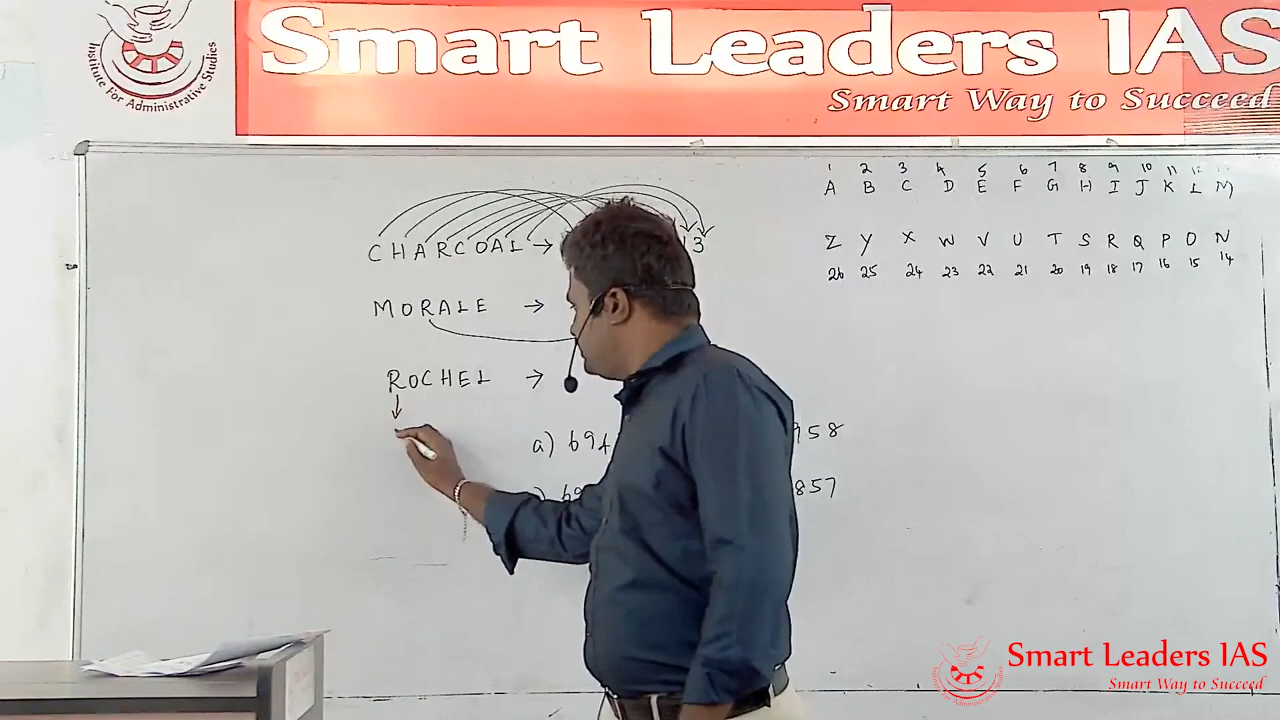 Institute For Administrative Studies
Smart Leaders IAS
Smart Way to Succeed
1 2 3 4 5 6 7 8 9 10 11 12
A B C D E F G H I J K L M
CHARCOAL → 13
Z Y X W V U T S R Q P O N
26 25 24 23 22 21 20 19 18 17 16 15 14
MORALE →
ROCHEL →
a) 694 958
69 857
Smart Leaders IAS
Smart Way to Succeed